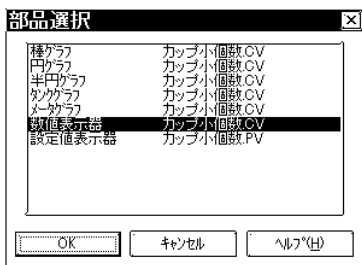 部品選択
棒ｸﾞﾗﾌ カップ小個数.CV
円ｸﾞﾗﾌ カップ小個数.CV
半円ｸﾞﾗﾌ カップ小個数.CV
ﾀﾝｸｸﾞﾗﾌ カップ小個数.CV
ﾒｰﾀｸﾞﾗﾌ カップ小個数.CV
数値表示器 カップ小個数.CV
設定値表示器 カップ小個数.PV
OK ｷｬﾝｾﾙ ﾍﾙﾌﾟ(H)